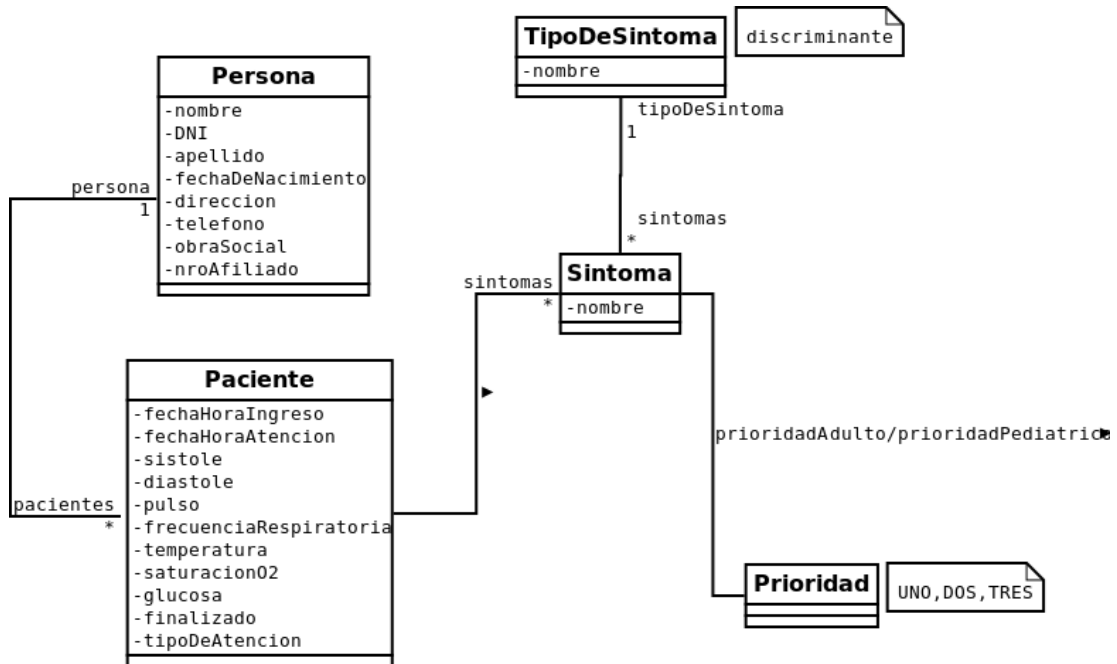 TipoDeSintoma
-nombre
discriminante
Persona
-nombre
-DNI
-apellido
-fechaDeNacimiento
-direccion
-telefono
-obraSocial
-nroAfiliado
persona
1
tipoDeSintoma
1
sintomas
*
Sintoma
-nombre
sintomas
*
Paciente
-fechaHoraIngreso
-fechaHoraAtencion
-sistole
-diastole
-pulso
-frecuenciaRespiratoria
-temperatura
-saturacionO2
-glucosa
-finalizado
-tipoDeAtencion
pacientes
*
prioridadAdulto/prioridadPediatrica
Prioridad
UNO,DOS,TRES